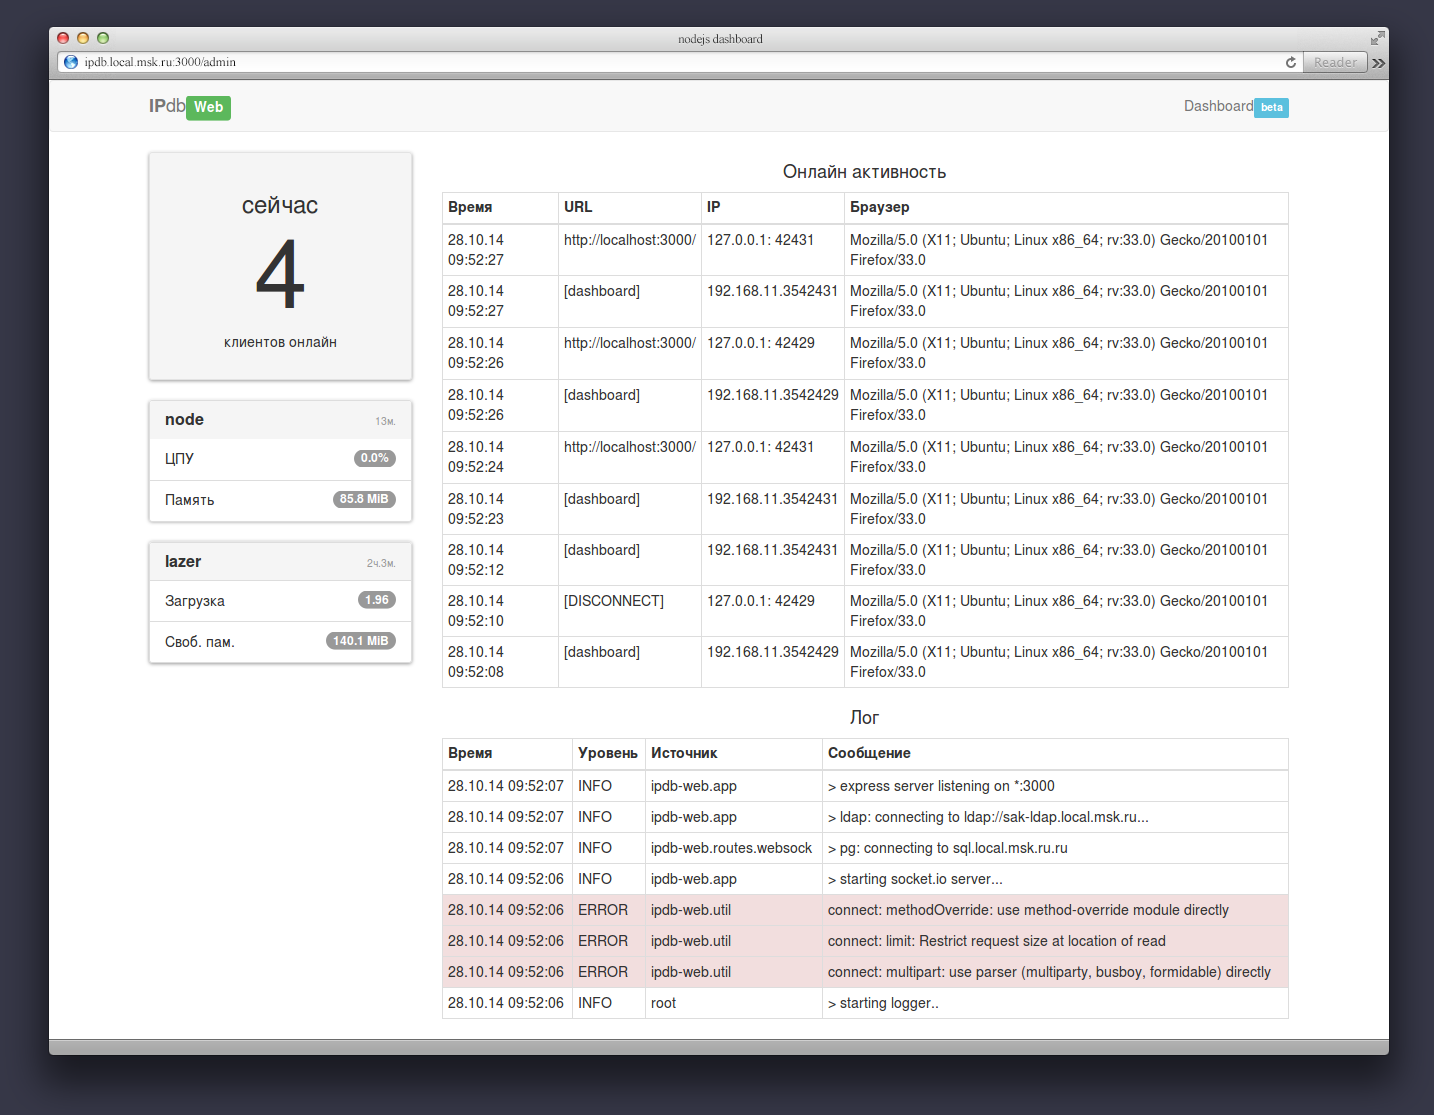 nodejs dashboard
ipdb.local.msk.ru:3000/admin
Reader
IPdb Web
Dashboard beta
сейчас
4
клиентов онлайн
node 13м.
ЦПУ 0.0%
Память 85.8 MiB
lazer 2ч.3м.
Загрузка 1.96
Своб. пам. 140.1 MiB
Онлайн активность
Время URL IP Браузер
28.10.14 http://localhost:3000/ 127.0.0.1: 42431 Mozilla/5.0 (X11; Ubuntu; Linux x86_64; rv:33.0) Gecko/20100101
09:52:27 Firefox/33.0
28.10.14 [dashboard] 192.168.11.3542431 Mozilla/5.0 (X11; Ubuntu; Linux x86_64; rv:33.0) Gecko/20100101
09:52:27 Firefox/33.0
28.10.14 http://localhost:3000/ 127.0.0.1: 42429 Mozilla/5.0 (X11; Ubuntu; Linux x86_64; rv:33.0) Gecko/20100101
09:52:26 Firefox/33.0
28.10.14 [dashboard] 192.168.11.3542429 Mozilla/5.0 (X11; Ubuntu; Linux x86_64; rv:33.0) Gecko/20100101
09:52:26 Firefox/33.0
28.10.14 http://localhost:3000/ 127.0.0.1: 42431 Mozilla/5.0 (X11; Ubuntu; Linux x86_64; rv:33.0) Gecko/20100101
09:52:24 Firefox/33.0
28.10.14 [dashboard] 192.168.11.3542431 Mozilla/5.0 (X11; Ubuntu; Linux x86_64; rv:33.0) Gecko/20100101
09:52:23 Firefox/33.0
28.10.14 [dashboard] 192.168.11.3542431 Mozilla/5.0 (X11; Ubuntu; Linux x86_64; rv:33.0) Gecko/20100101
09:52:12 Firefox/33.0
28.10.14 [DISCONNECT] 127.0.0.1: 42429 Mozilla/5.0 (X11; Ubuntu; Linux x86_64; rv:33.0) Gecko/20100101
09:52:10 Firefox/33.0
28.10.14 [dashboard] 192.168.11.3542429 Mozilla/5.0 (X11; Ubuntu; Linux x86_64; rv:33.0) Gecko/20100101
09:52:08 Firefox/33.0
Лог
Время Уровень Источник Сообщение
28.10.14 09:52:07 INFO ipdb-web.app > express server listening on *:3000
28.10.14 09:52:07 INFO ipdb-web.app > ldap: connecting to ldap://sak-ldap.local.msk.ru...
28.10.14 09:52:07 INFO ipdb-web.routes.websock > pg: connecting to sql.local.msk.ru.ru
28.10.14 09:52:06 INFO ipdb-web.app > starting socket.io server...
28.10.14 09:52:06 ERROR ipdb-web.util connect: methodOverride: use method-override module directly
28.10.14 09:52:06 ERROR ipdb-web.util connect: limit: Restrict request size at location of read
28.10.14 09:52:06 ERROR ipdb-web.util connect: multipart: use parser (multiparty, busboy, formidable) directly
28.10.14 09:52:06 INFO root > starting logger..